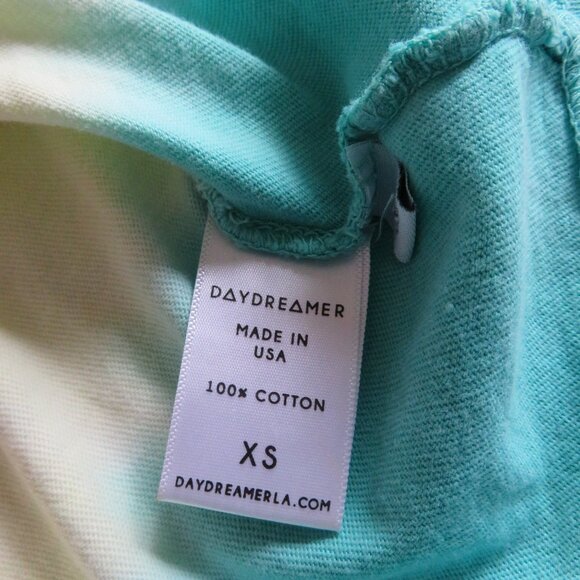 DAYDREAMER
MADE IN
USA
100% COTTON
XS
DAYDREAMERLA.COM